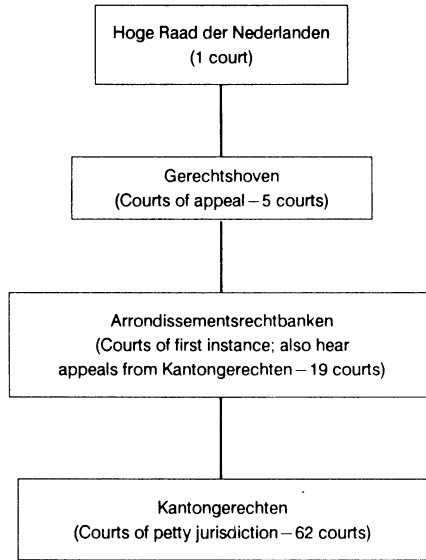 Hoge Raad der Nederlanden
(1 court)
Gerechtshoven
(Courts of appeal – 5 courts)
Arrondissementsrechtbanken
(Courts of first instance; also hear
appeals from Kantongerechten – 19 courts)
Kantongerechten
(Courts of petty jurisdiction – 62 courts)